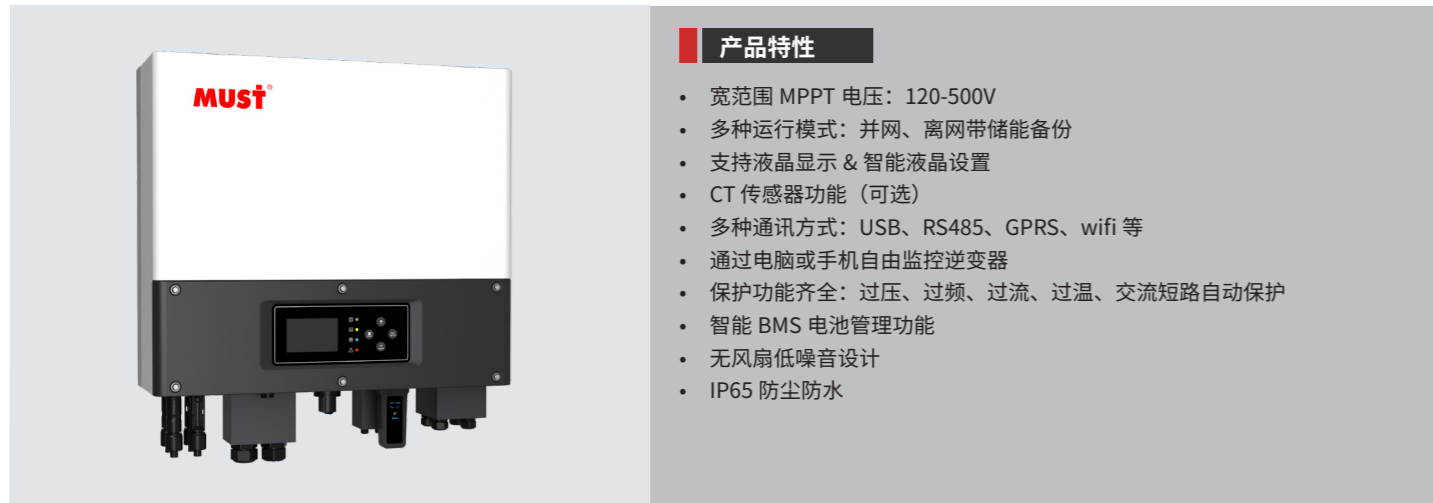 MUST®
产品特性
• 宽范围 MPPT 电压：120-500V
• 多种运行模式：并网、离网带储能备份
• 支持液晶显示 & 智能液晶设置
• CT 传感器功能（可选）
• 多种通讯方式：USB、RS485、GPRS、wifi 等
• 通过电脑或手机自由监控逆变器
• 保护功能齐全：过压、过频、过流、过温、交流短路自动保护
• 智能 BMS 电池管理功能
• 无风扇低噪音设计
• IP65 防尘防水